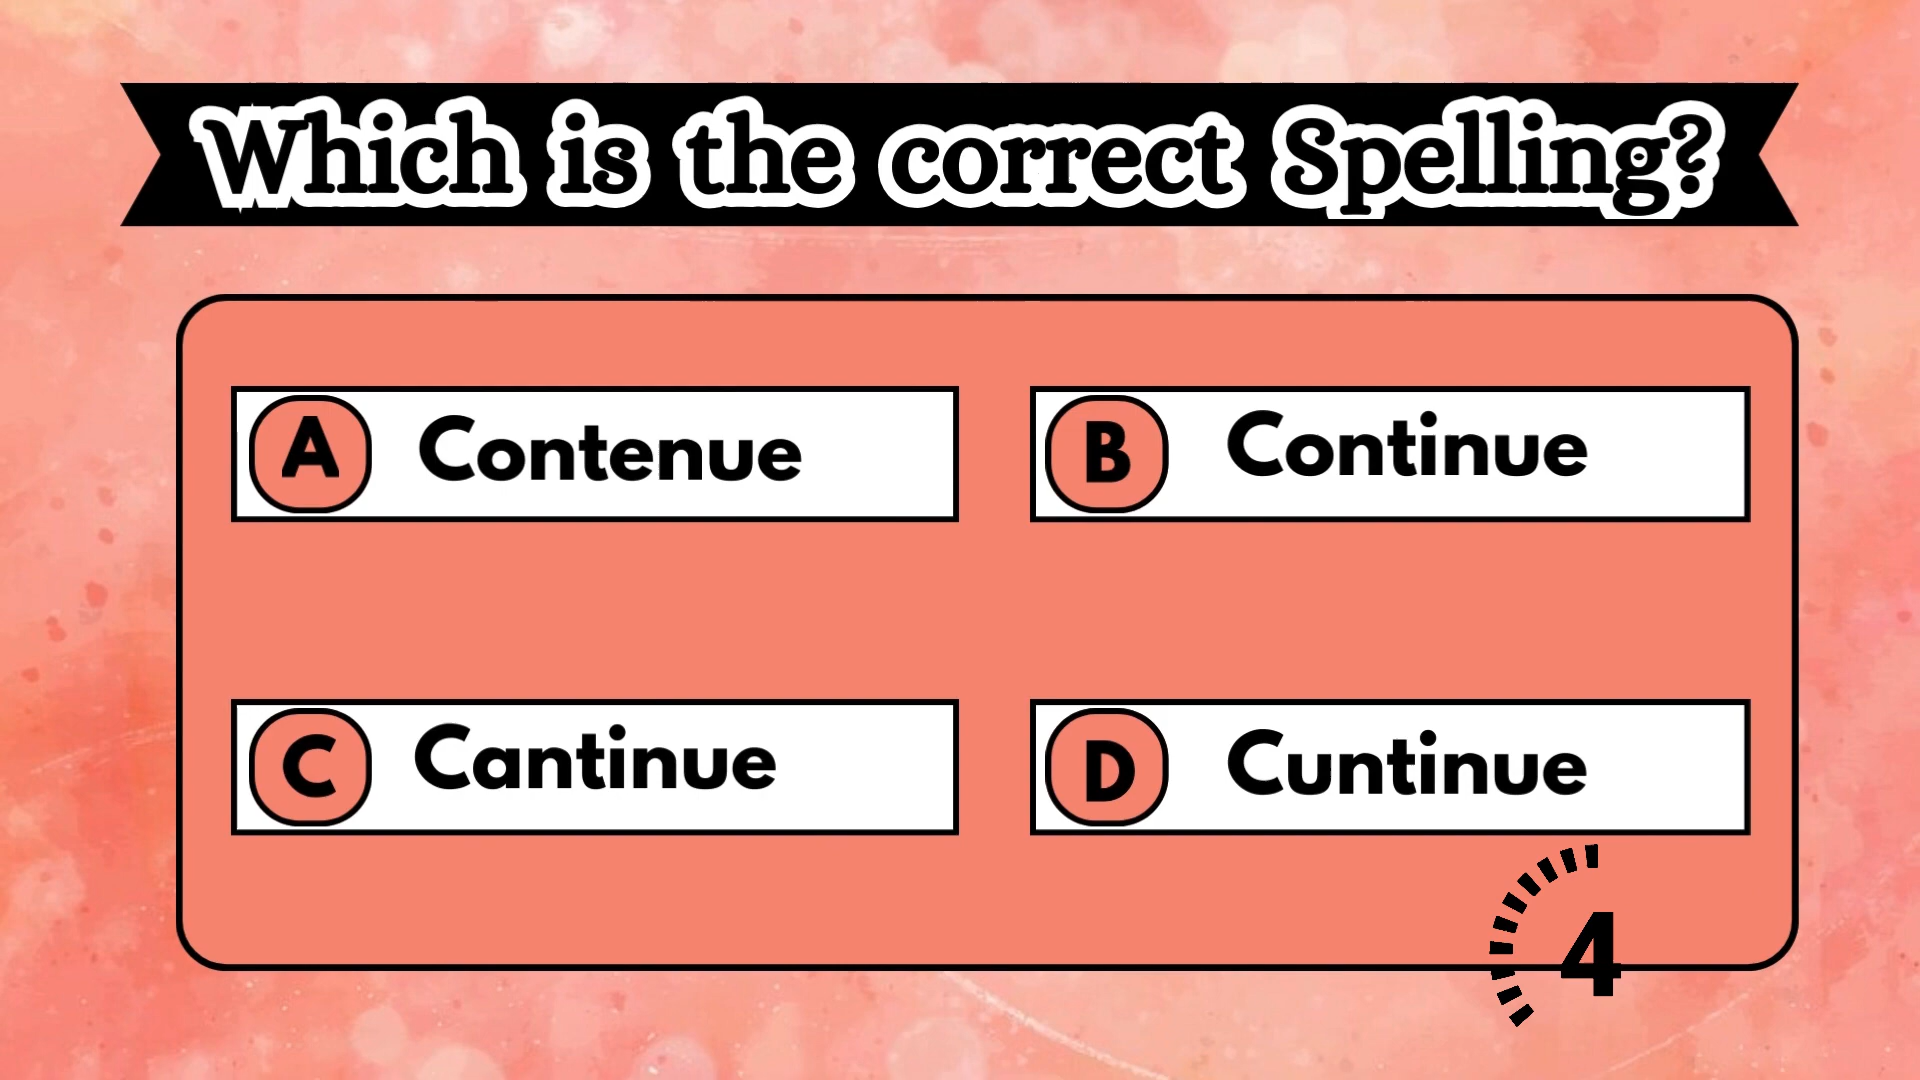 Which is the correct Spelling?
A Contenue
B Continue
C Cantinue
D Cuntinue
4